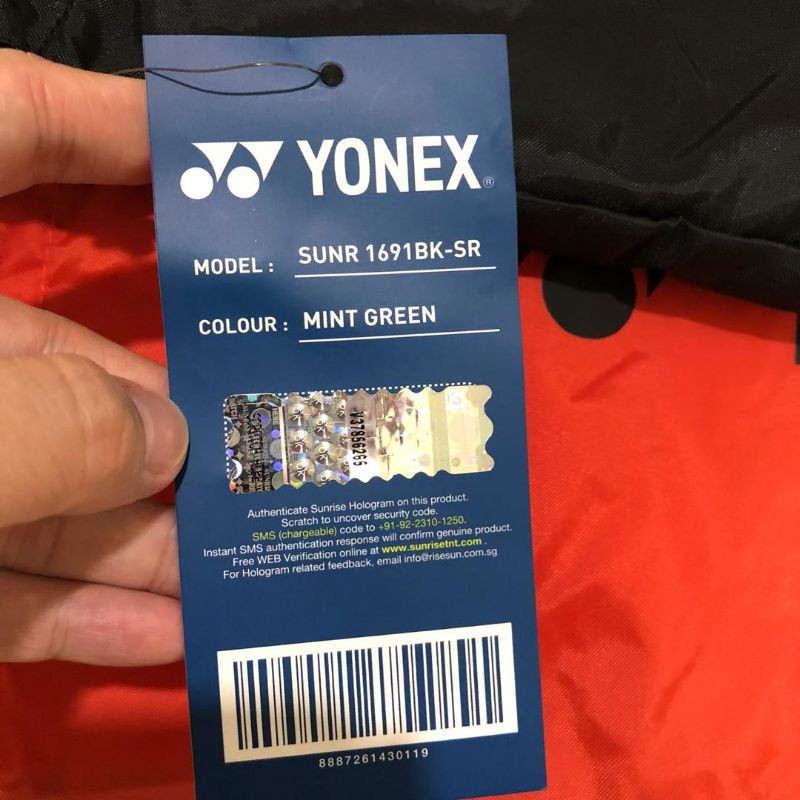 YONEX®
MODEL : SUNR 1691BK-SR
COLOUR : MINT GREEN
V37856265
Authenticate Sunrise Hologram on this product.
Scratch to uncover security code.
SMS (chargeable) code to +91-92-2310-1250.
Instant SMS authentication response will confirm genuine product.
Free WEB Verification online at www.sunrisetnt.com .
For Hologram related feedback, email info@risesun.com.sg
8887261430119